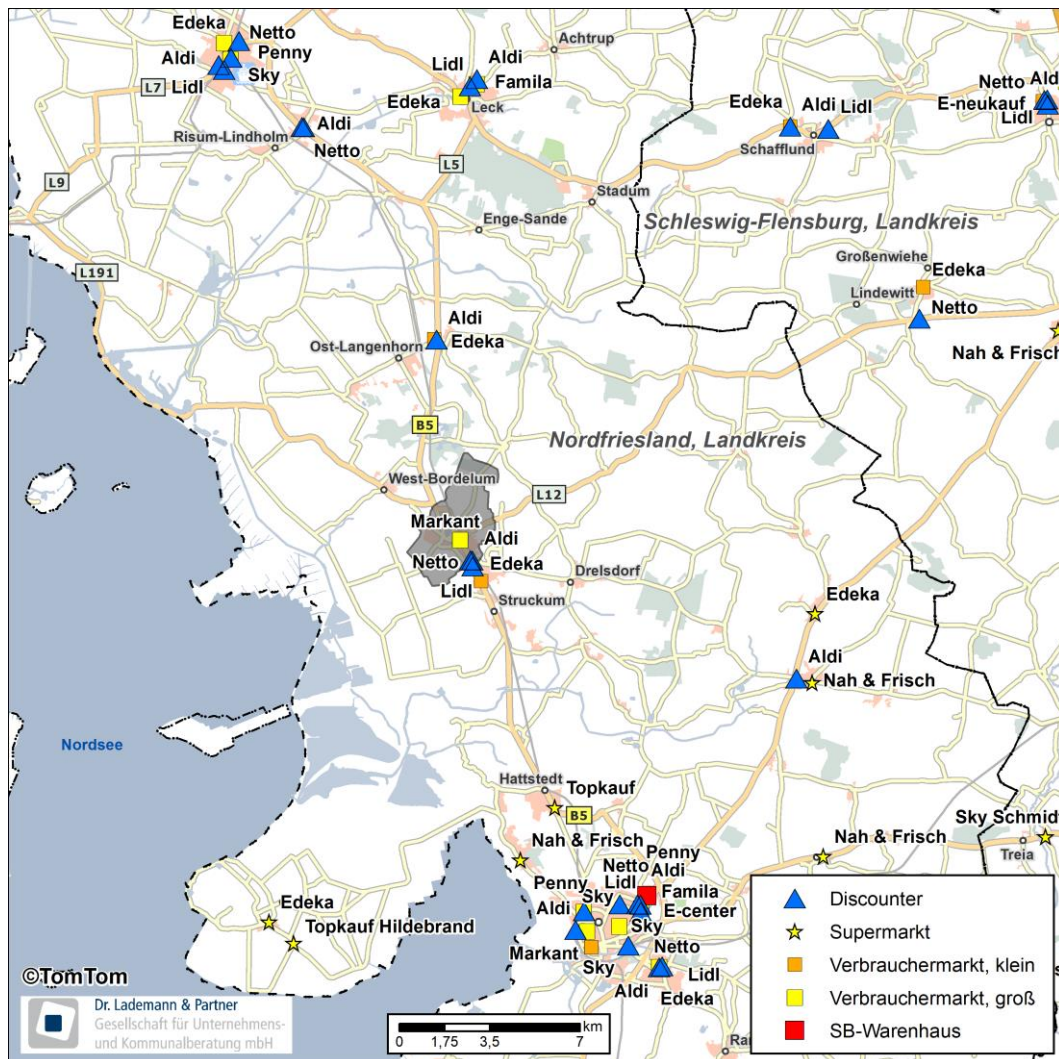 Edeka
Netto
Penny
Aldi
Lidl
Sky
L7
Risum-Lindholm
Aldi
Netto
L9
L191
Lidl
Aldi
Famila
Edeka
Leck
Achtrup
L5
Stadum
Enge-Sande
Edeka
Aldi
Lidl
Schafflund
Netto
Ald
E-neukauf
Lidl
Schleswig-Flensburg, Landkreis
Großenwiehe
Edeka
Lindewitt
Netto
Nah & Frisch
Aldi
Edeka
Ost-Langenhorn
B5
Nordfriesland, Landkreis
West-Bordelum
L12
Markant
Aldi
Netto
Edeka
Lidl
Drelsdorf
Struckum
Edeka
Aldi
Nah & Frisch
Nordsee
Hattstedt
Topkauf
B5
Nah & Frisch
Nah & Frisch
Sky Schmidt
Treia
Penny
Netto
Aldi
Lidl
Famila
Penny
Sky
E-center
Aldi
Sky
Markant
Netto
Sky
Lidl
Aldi
Edeka
Edeka
Topkauf Hildebrand
©TomTom
Dr. Lademann & Partner
Gesellschaft für Unternehmens-
und Kommunalberatung mbH
km
0 1,75 3,5 7
Discounter
Supermarkt
Verbrauchermarkt, klein
Verbrauchermarkt, groß
SB-Warenhaus